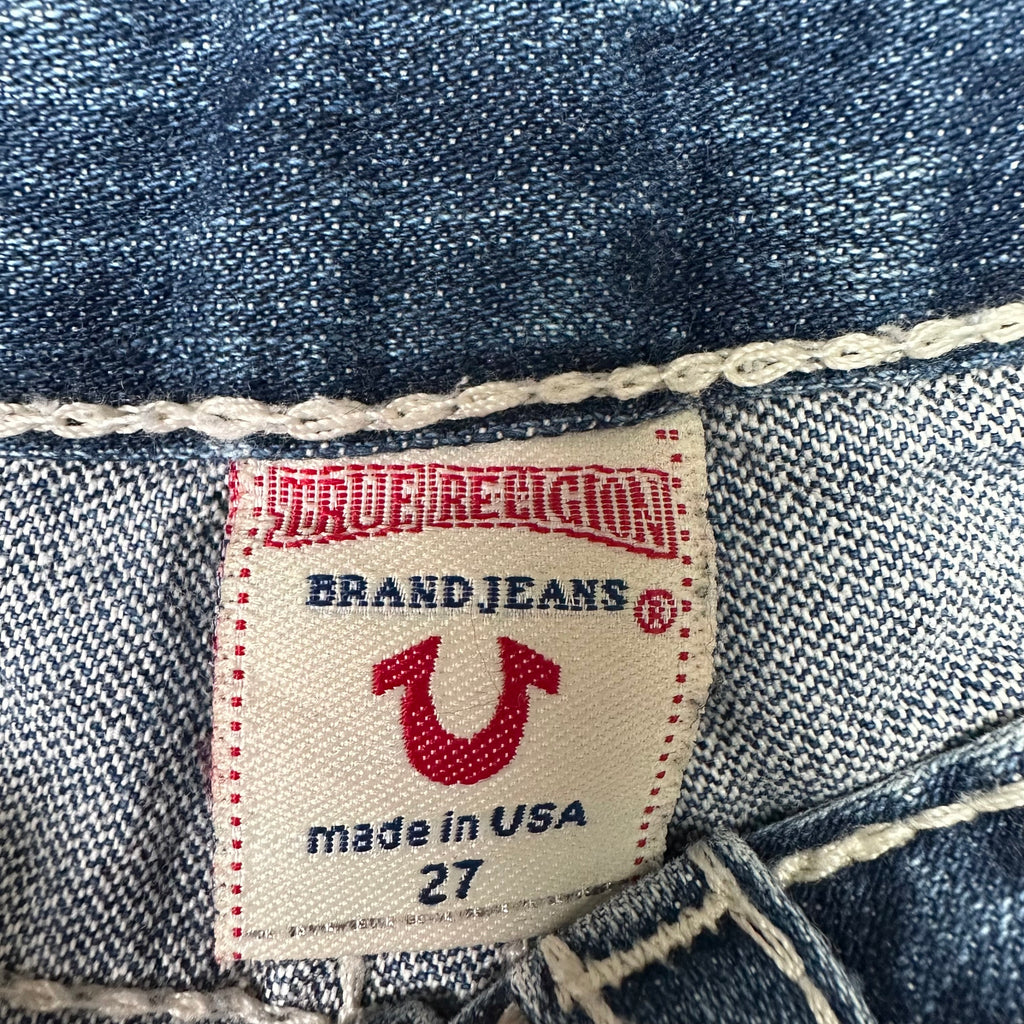 TRUE RELIGION
BRAND JEANS ®
made in USA
27